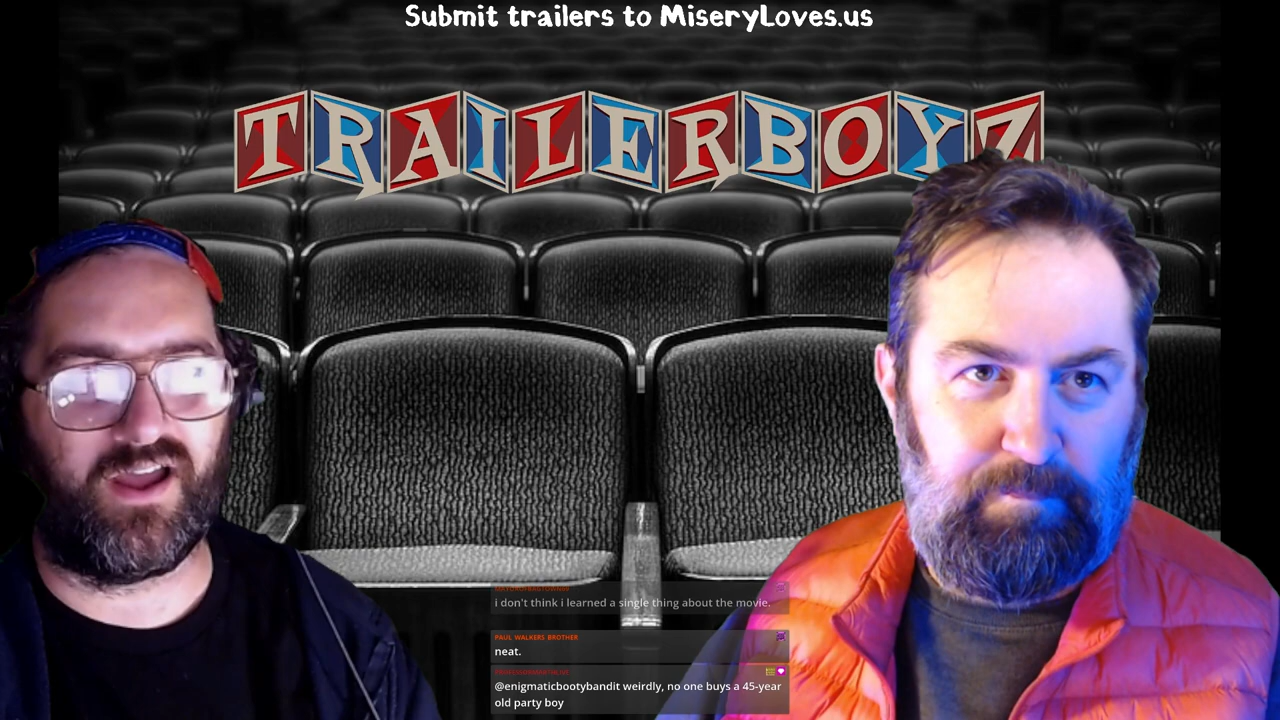 Submit trailers to MiseryLoves.us
TRAILERBOYZ
i don't think i learned a single thing about the movie.
PAUL WALKERS BROTHER
neat.
@enigmaticbootybandit weirdly, no one buys a 45-year
old party boy